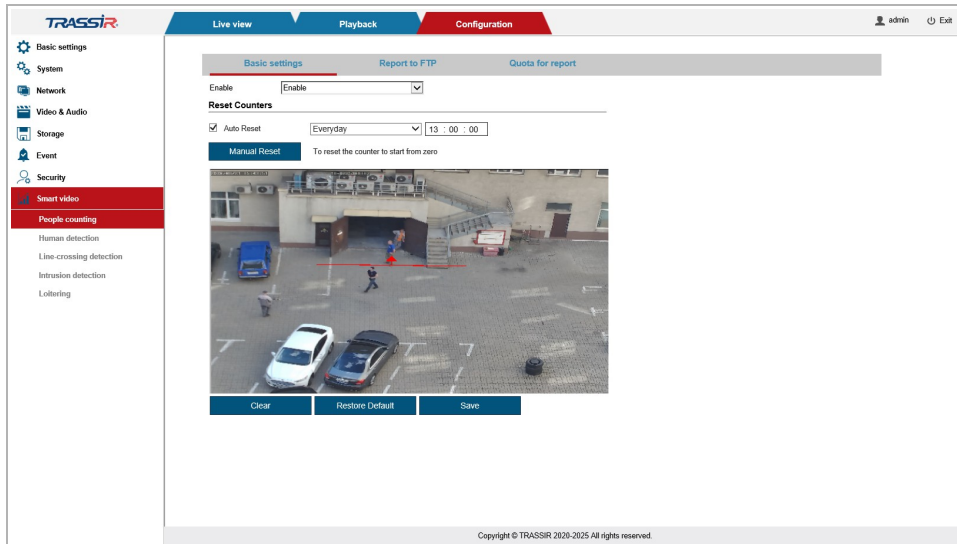 TRASSIR
Live view
Playback
Configuration
admin
Exit
Basic settings
System
Network
Video & Audio
Storage
Event
Security
Smart video
People counting
Human detection
Line-crossing detection
Intrusion detection
Loitering
Basic settings
Report to FTP
Quota for report
Enable
Enable
Reset Counters
Auto Reset
Everyday
13 : 00 : 00
Manual Reset
To reset the counter to start from zero
Clear
Restore Default
Save
Copyright © TRASSIR 2020-2025 All rights reserved.